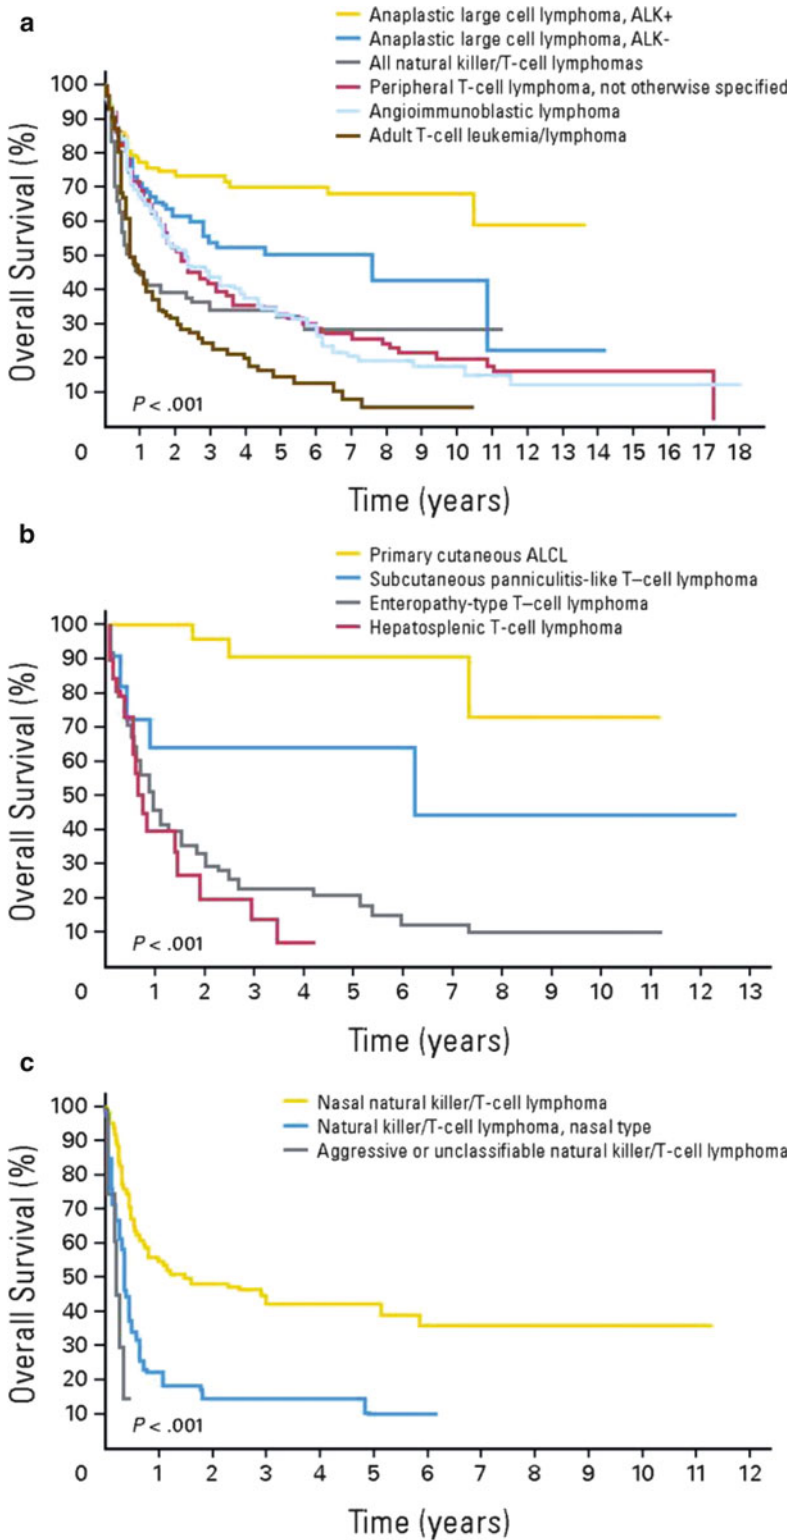 a
Anaplastic large cell lymphoma, ALK+
Anaplastic large cell lymphoma, ALK-
All natural killer/T-cell lymphomas
Peripheral T-cell lymphoma, not otherwise specified
Angioimmunoblastic lymphoma
Adult T-cell leukemia/lymphoma
Overall Survival (%)
100
90
80
70
60
50
40
30
20
10
P < .001
0 1 2 3 4 5 6 7 8 9 10 11 12 13 14 15 16 17 18
Time (years)
b
Primary cutaneous ALCL
Subcutaneous panniculitis-like T–cell lymphoma
Enteropathy-type T–cell lymphoma
Hepatosplenic T-cell lymphoma
Overall Survival (%)
100
90
80
70
60
50
40
30
20
10
P < .001
0 1 2 3 4 5 6 7 8 9 10 11 12 13
Time (years)
c
Nasal natural killer/T-cell lymphoma
Natural killer/T-cell lymphoma, nasal type
Aggressive or unclassifiable natural killer/T-cell lymphoma
Overall Survival (%)
100
90
80
70
60
50
40
30
20
10
P < .001
0 1 2 3 4 5 6 7 8 9 10 11 12
Time (years)